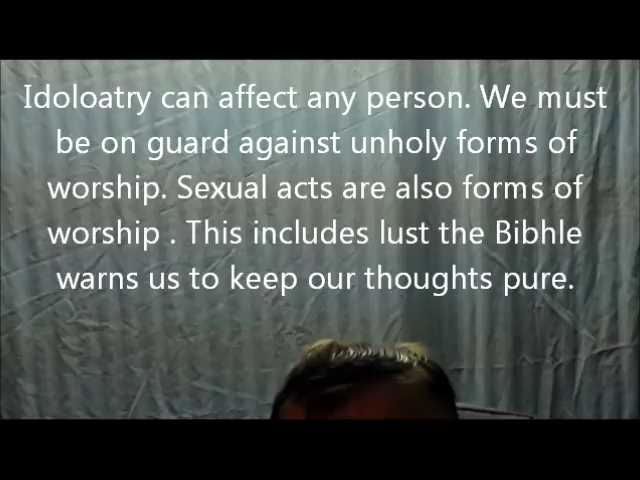 Idoloatry can affect any person. We must
be on guard against unholy forms of
worship. Sexual acts are also forms of
worship . This includes lust the Bibhle
warns us to keep our thoughts pure.